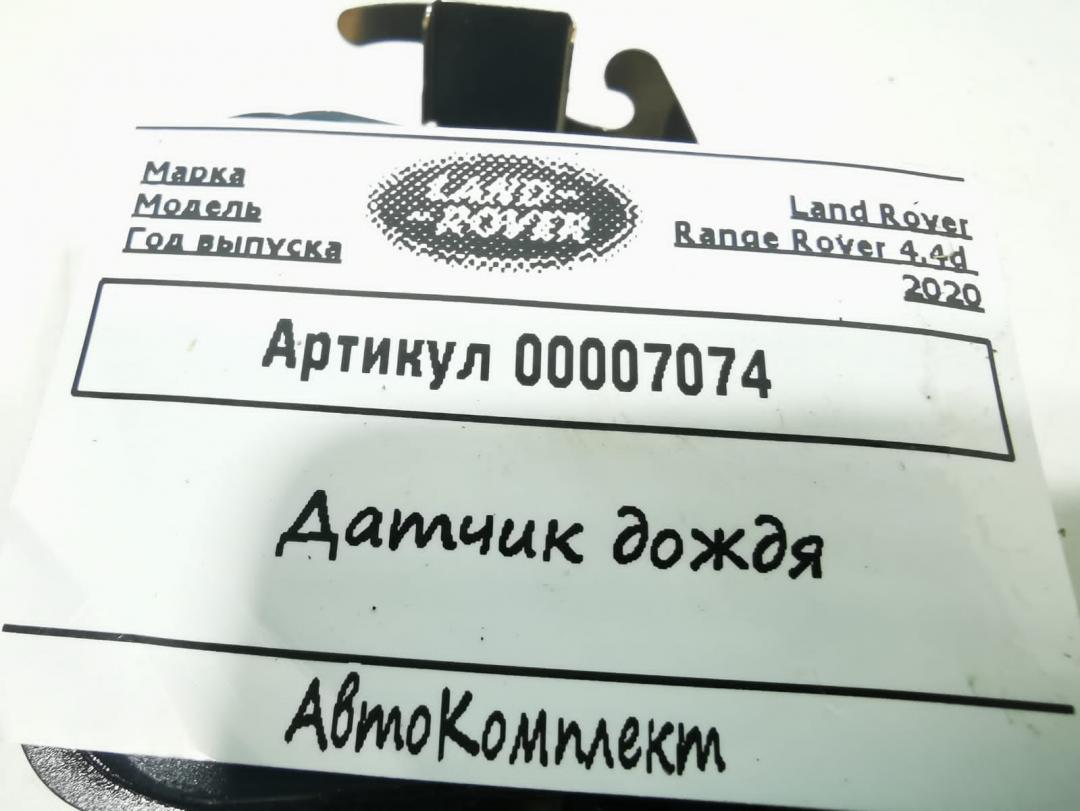 Марка
Модель
Год выпуска
LAND-
-ROVER
Land Rover
Range Rover 4.4d
2020
Артикул 00007074
Датчик дождя
АвтоКомплект